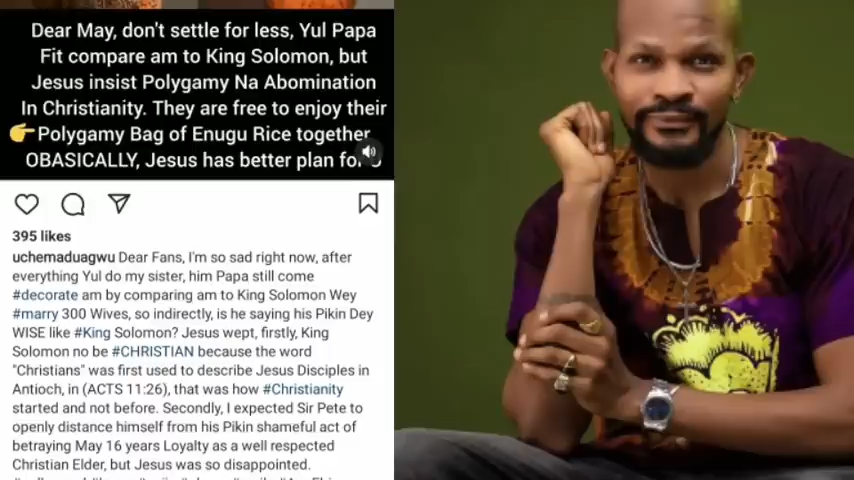 Dear May, don't settle for less, Yul Papa
Fit compare am to King Solomon, but
Jesus insist Polygamy Na Abomination
In Christianity. They are free to enjoy their
Polygamy Bag of Enugu Rice together
OBASICALLY, Jesus has better plan for U
395 likes
uchemaduagwu Dear Fans, I'm so sad right now, after
everything Yul do my sister, him Papa still come
#decorate am by comparing am to King Solomon Wey
#marry 300 Wives, so indirectly, is he saying his Pikin Dey
WISE like #King Solomon? Jesus wept, firstly, King
Solomon no be #CHRISTIAN because the word
"Christians" was first used to describe Jesus Disciples in
Antioch, in (ACTS 11:26), that was how #Christianity
started and not before. Secondly, I expected Sir Pete to
openly distance himself from his Pikin shameful act of
betraying May 16 years Loyalty as a well respected
Christian Elder, but Jesus was so disappointed.